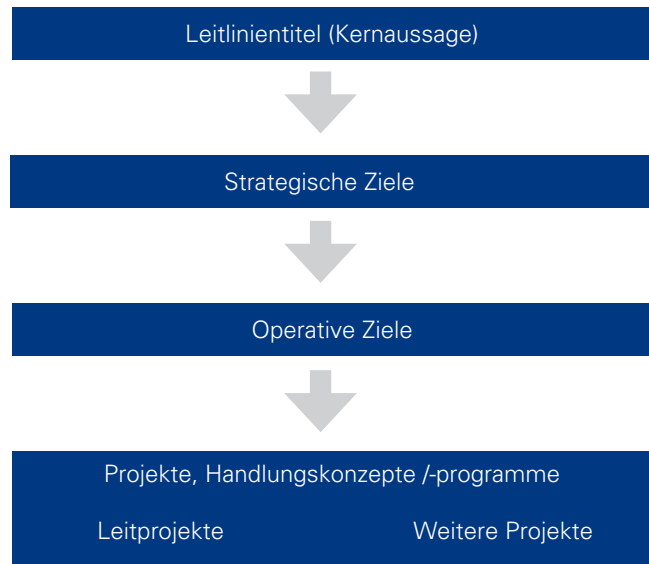 Leitlinientitel (Kernaussage)
Strategische Ziele
Operative Ziele
Projekte, Handlungskonzepte /-programme
Leitprojekte Weitere Projekte